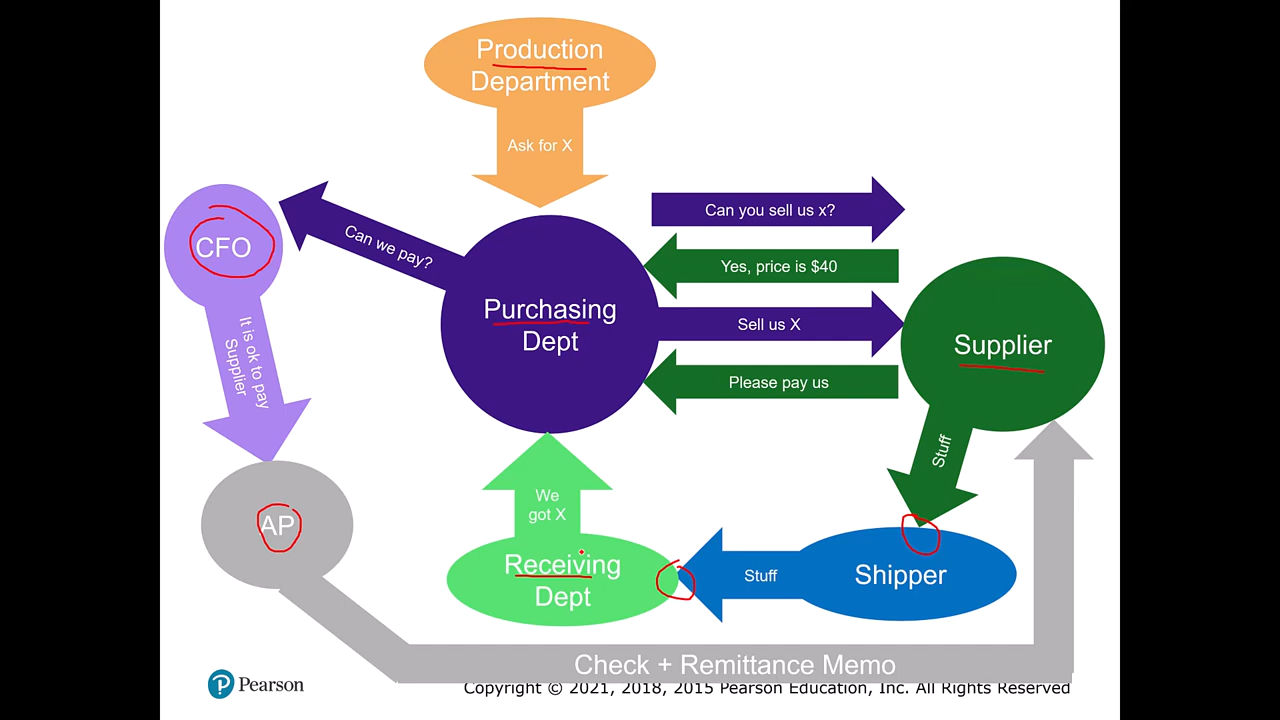 Production
Department
Ask for X
Can you sell us x?
CFO
Can we pay?
Yes, price is $40
Purchasing
Dept
Sell us X
Supplier
It is ok to pay
Supplier
Please pay us
Stuff
We
got X
AP
Receiving
Dept
Stuff
Shipper
Check + Remittance Memo
Pearson
Copyright © 2021, 2018, 2015 Pearson Education, Inc. All Rights Reserved